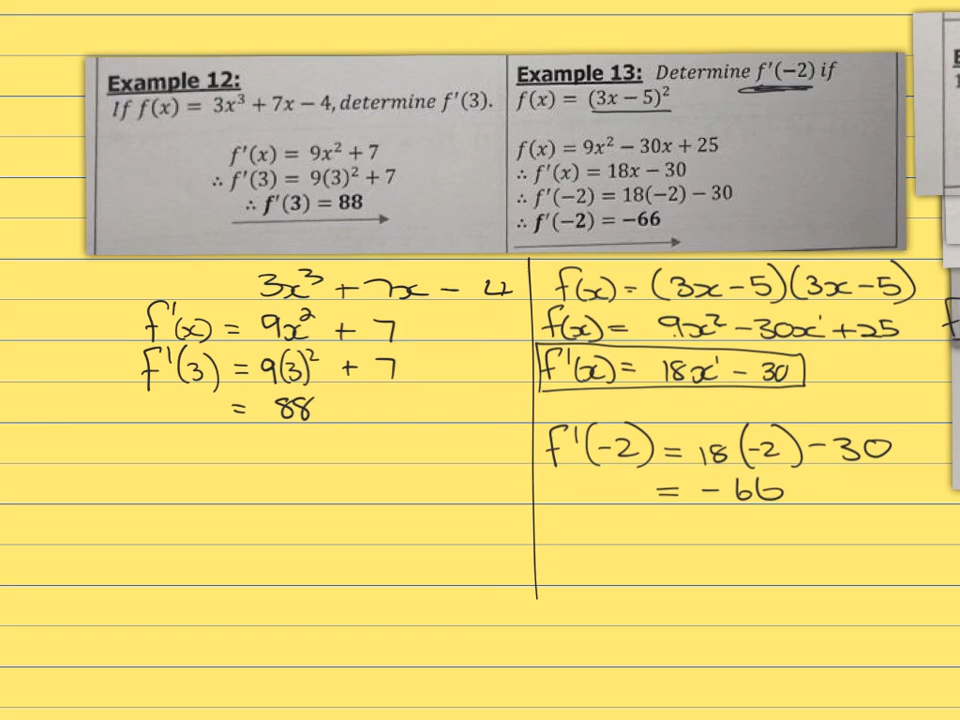 Example 12:
If f(x) = 3x³ + 7x − 4, determine f′(3).
f′(x) = 9x² + 7
∴ f′(3) = 9(3)² + 7
∴ f′(3) = 88
Example 13: Determine f′(−2) if
f(x) = (3x − 5)²
f(x) = 9x² − 30x + 25
∴ f′(x) = 18x − 30
∴ f′(−2) = 18(−2) − 30
∴ f′(−2) = −66
3x³ + 7x − 4
f'(x) = 9x² + 7
f'(3) = 9(3)² + 7
= 88
f(x) = (3x − 5)(3x − 5)
f(x) = 9x² − 30x¹ + 25
f'(x) = 18x¹ − 30
f'(−2) = 18(−2) − 30
= − 66